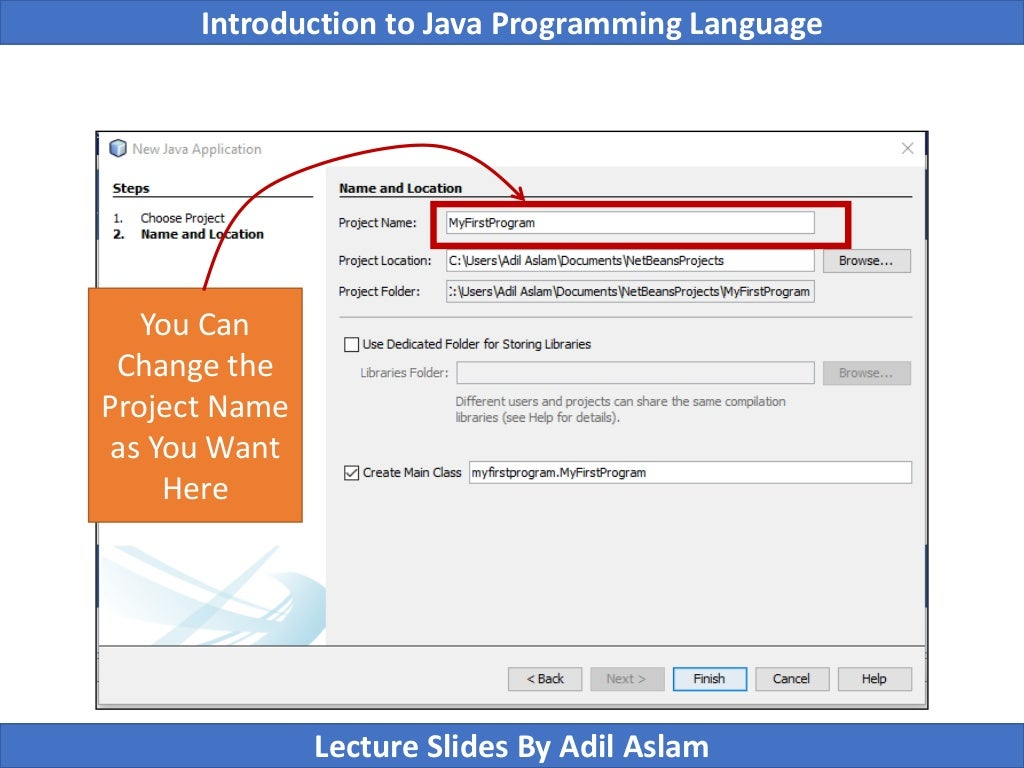 Introduction to Java Programming Language
New Java Application
Steps
1. Choose Project
2. Name and Location
Name and Location
Project Name: MyFirstProgram
Project Location: C:\Users\Adil Aslam\Documents\NetBeansProjects Browse...
Project Folder: :\Users\Adil Aslam\Documents\NetBeansProjects\MyFirstProgram
You Can
Change the
Project Name
as You Want
Here
Use Dedicated Folder for Storing Libraries
Libraries Folder: Browse...
Different users and projects can share the same compilation
libraries (see Help for details).
Create Main Class myfirstprogram.MyFirstProgram
< Back Next > Finish Cancel Help
Lecture Slides By Adil Aslam